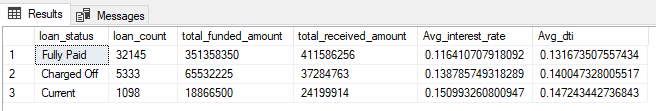 Results Messages
loan_status loan_count total_funded_amount total_received_amount Avg_interest_rate Avg_dti
1 Fully Paid 32145 351358350 411586256 0.116410707918092 0.131673507557434
2 Charged Off 5333 65532225 37284763 0.138785749318289 0.140047328005517
3 Current 1098 18866500 24199914 0.150993260800947 0.147243442736843